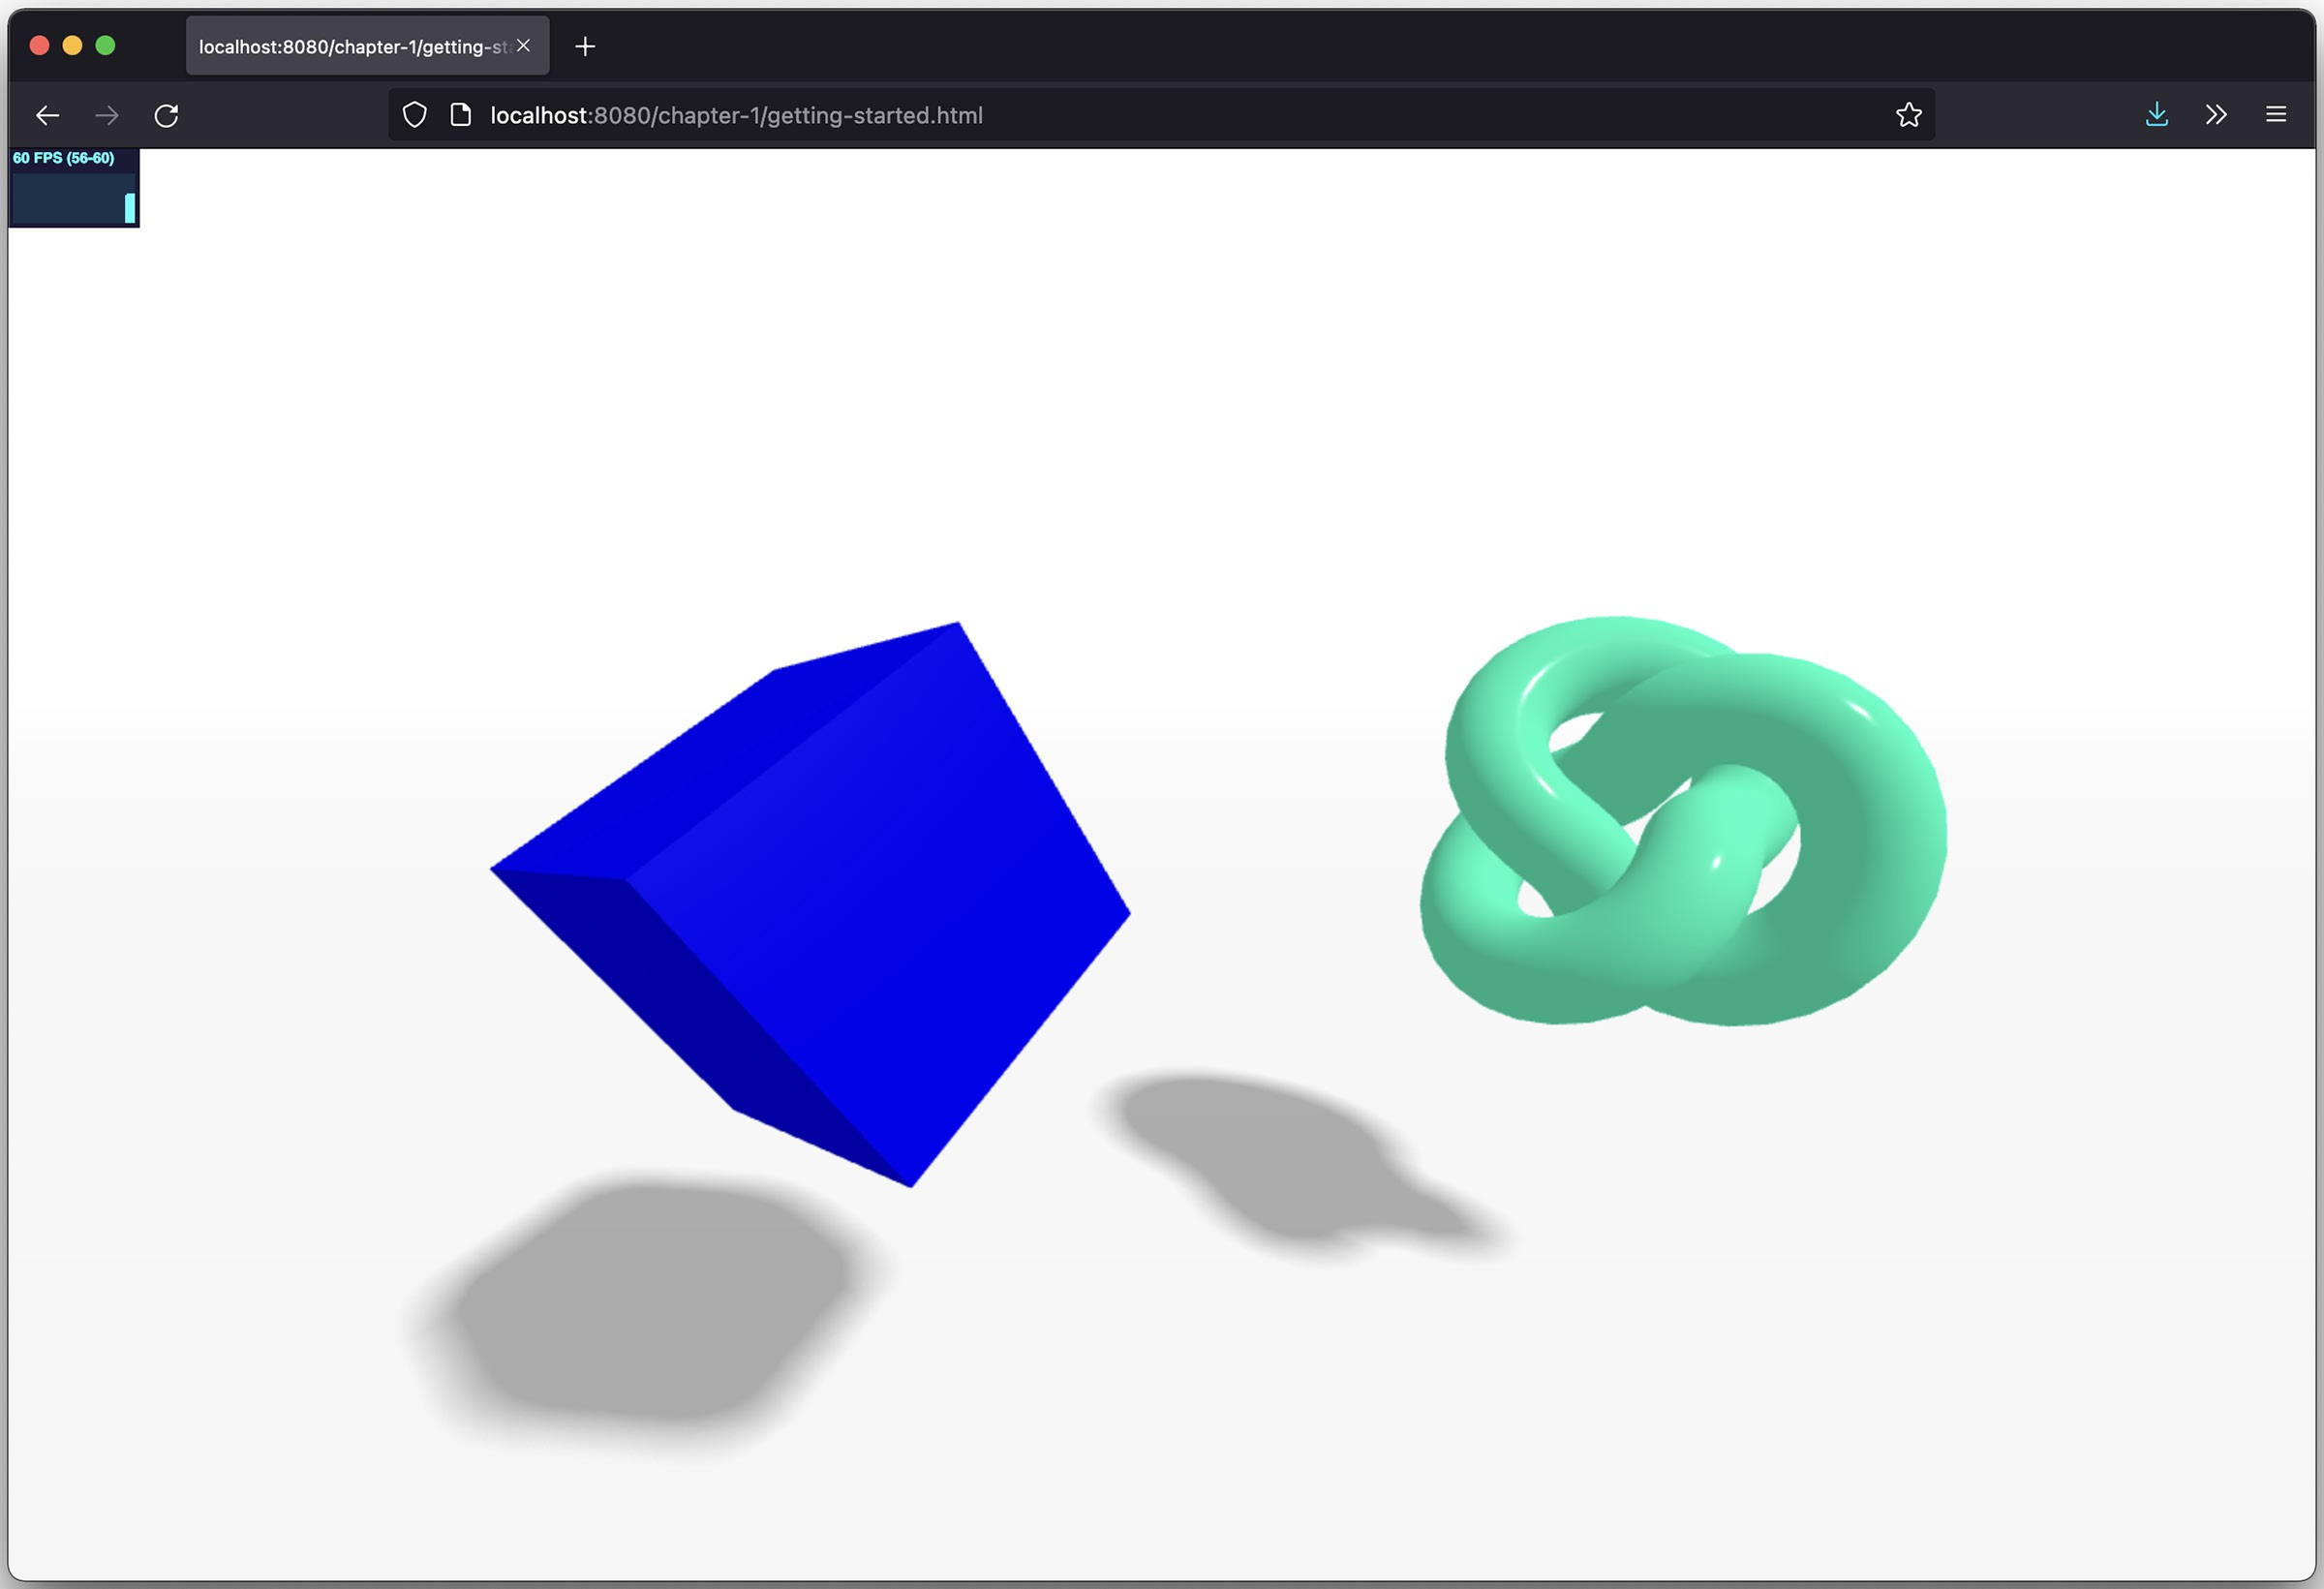 localhost:8080/chapter-1/getting-st
localhost:8080/chapter-1/getting-started.html
60 FPS (56-60)